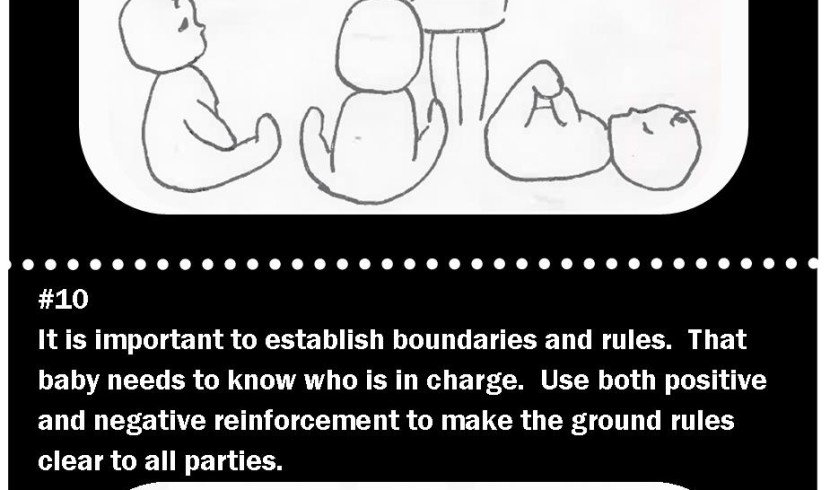 #10
It is important to establish boundaries and rules.  That
baby needs to know who is in charge.  Use both positive
and negative reinforcement to make the ground rules
clear to all parties.